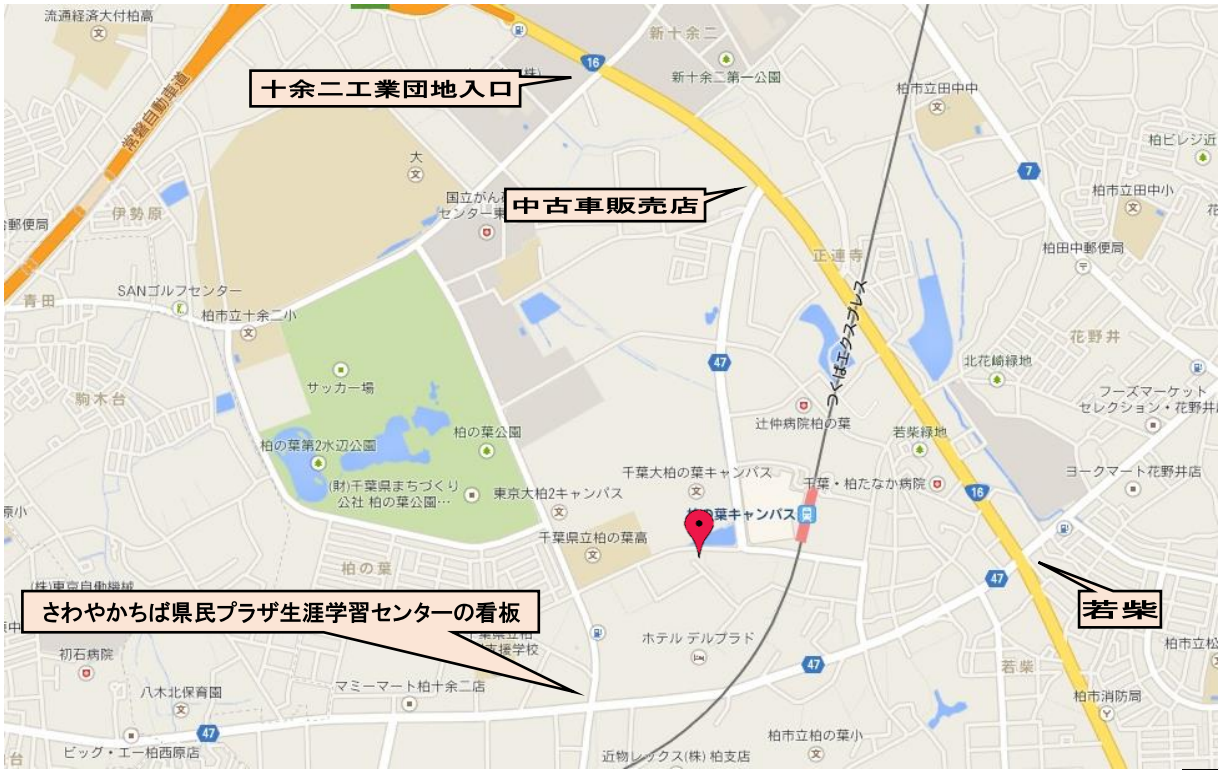 流通経済大付柏高
新十余二
16
新十余二第一公園
十余二工業団地入口
柏市立田中中
常磐自動車道
柏ビレジ近
大
7
国立がん
センター東
中古車販売店
柏市立田中小
伊勢原
郵便局
柏田中郵便局
正連寺
青田
SANゴルフセンター
柏市立十余二小
つくばエクスプレス
花野井
47
北花崎緑地
サッカー場
駒木台
フーズマーケット
セレクション・花野井
辻仲病院柏の葉
若柴緑地
柏の葉第2水辺公園
柏の葉公園
千葉大柏の葉キャンパス
ヨークマート花野井店
(財)千葉県まちづくり
公社 柏の葉公園…
東京大柏2キャンパス
千葉・柏たなか病院
16
柏の葉キャンパス
千葉県立柏の葉高
柏の葉
47
(株)東京自働機械
さわやかちば県民プラザ生涯学習センターの看板
若柴
支援学校
ホテル デルプラド
初石病院
47
若柴
柏市立松
八木北保育園
マミーマート柏十余二店
柏市消防局
47
ビッグ・エー柏西原店
柏市立柏の葉小
近物レックス(株) 柏支店
台